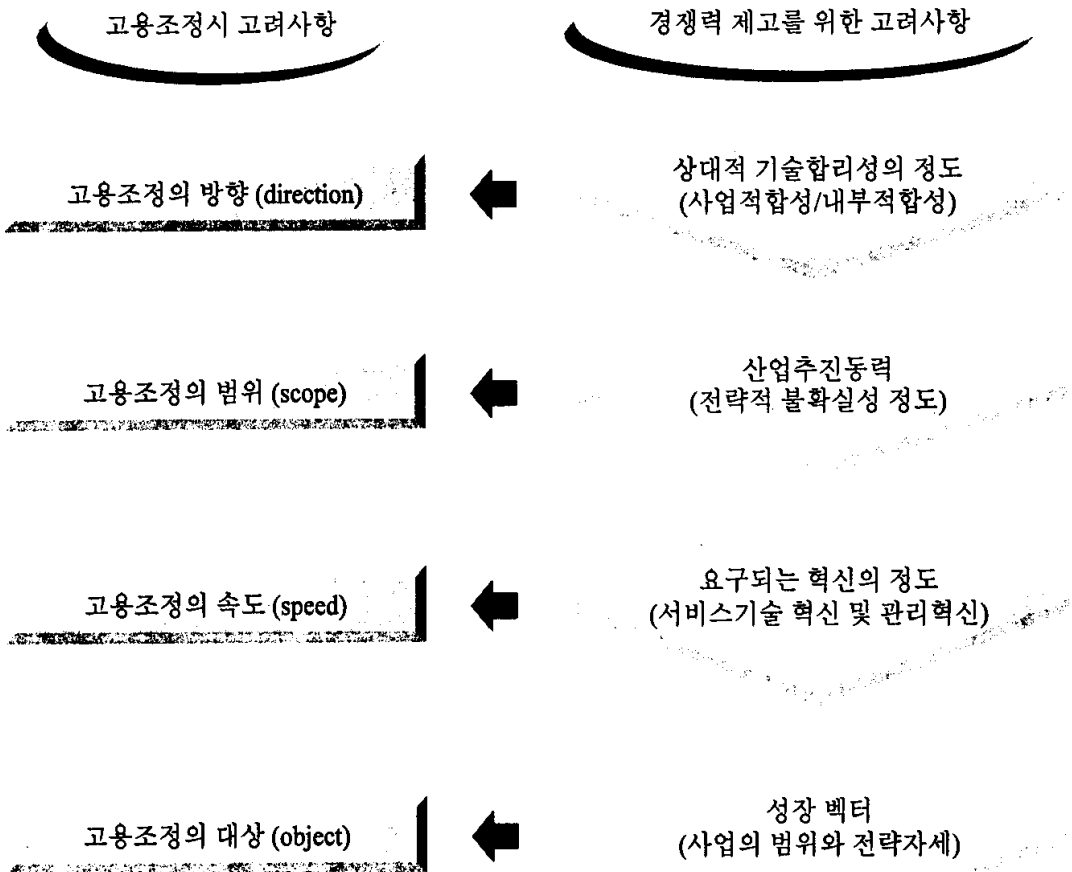 고용조정시 고려사항
경쟁력 제고를 위한 고려사항
고용조정의 방향 (direction)
상대적 기술합리성의 정도
(사업적합성/내부적합성)
고용조정의 범위 (scope)
산업추진동력
(전략적 불확실성 정도)
고용조정의 속도 (speed)
요구되는 혁신의 정도
(서비스기술 혁신 및 관리혁신)
고용조정의 대상 (object)
성장 벡터
(사업의 범위와 전략자세)